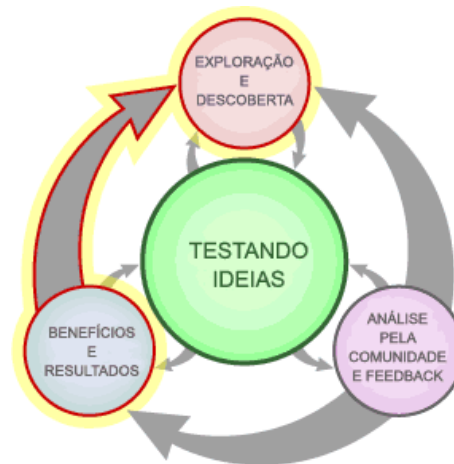 EXPLORAÇÃO
E
DESCOBERTA
TESTANDO
IDEIAS
BENEFÍCIOS
E
RESULTADOS
ANÁLISE
PELA
COMUNIDADE
E FEEDBACK